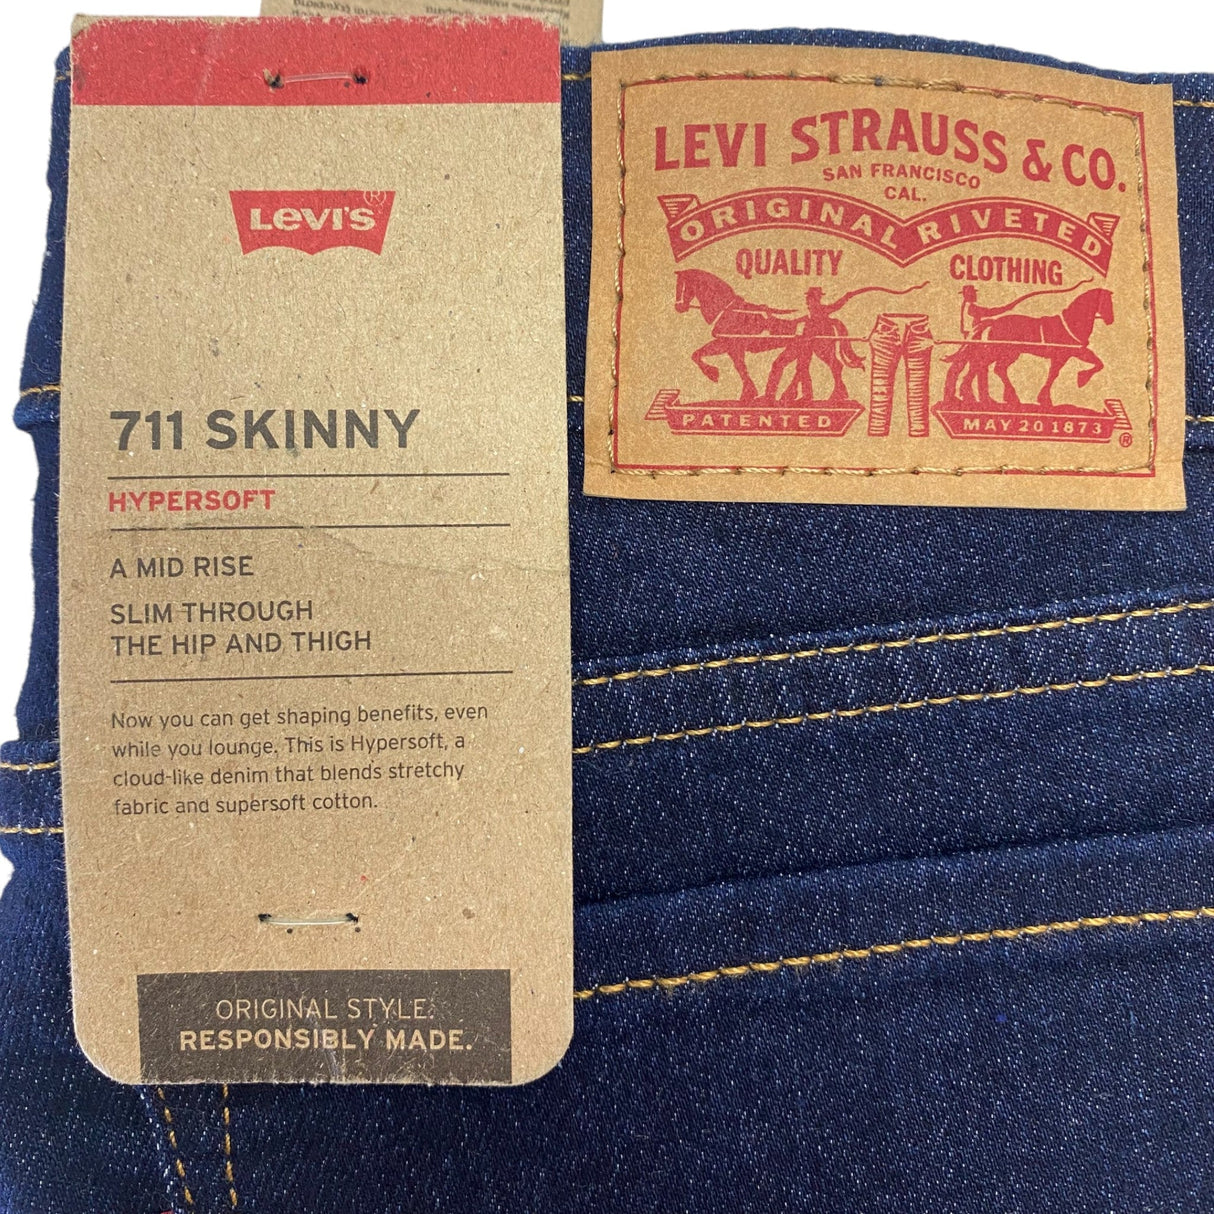 LEVI'S®
711 SKINNY
HYPERSOFT
A MID RISE
SLIM THROUGH
THE HIP AND THIGH
Now you can get shaping benefits, even
while you lounge. This is Hypersoft, a
cloud-like denim that blends stretchy
fabric and supersoft cotton.
ORIGINAL STYLE.
RESPONSIBLY MADE.
LEVI STRAUSS & CO.
SAN FRANCISCO
CAL.
ORIGINAL RIVETED
QUALITY CLOTHING
PATENTED MAY 20 1873 ®